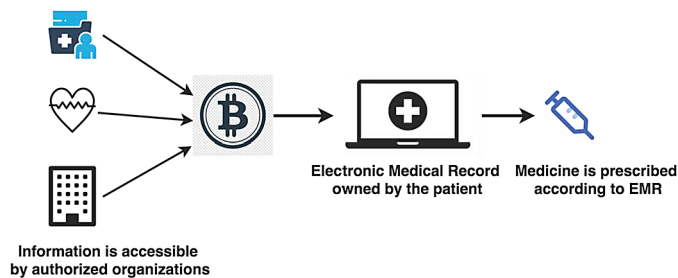 Electronic Medical Record
owned by the patient
Medicine is prescribed
according to EMR
Information is accessible
by authorized organizations